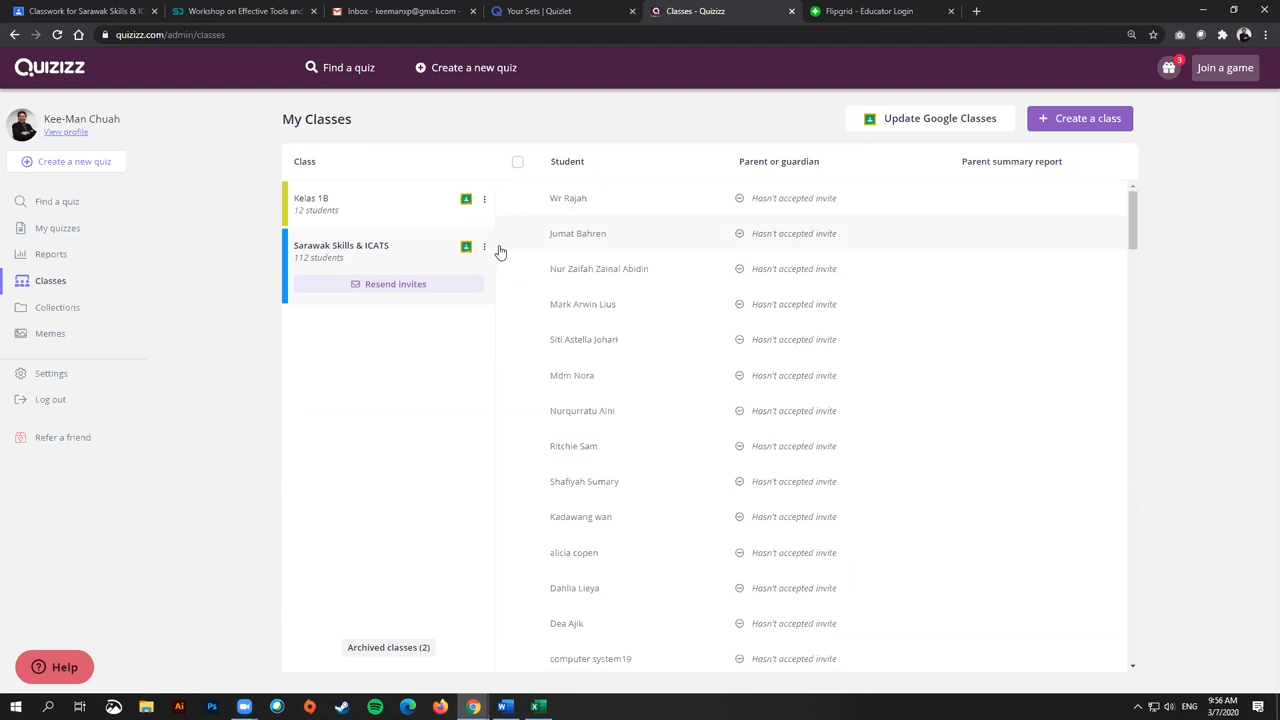 Classwork for Sarawak Skills & IC
Workshop on Effective Tools and
Inbox - keemanxp@gmail.com -
Your Sets | Quizlet
Classes - Quizizz
Flipgrid - Educator Login
quizizz.com/admin/classes
Quizizz
Find a quiz
Create a new quiz
3
Join a game
Kee-Man Chuah
View profile
Create a new quiz
Find a quiz
My quizzes
Reports
Classes
Collections
Memes
Settings
Log out
Refer a friend
Help
My Classes
Update Google Classes
Create a class
Class
Student
Parent or guardian
Parent summary report
Kelas 1B
12 students
Sarawak Skills & ICATS
112 students
Resend invites
Archived classes (2)
Wr Rajah
Hasn't accepted invite
Jumat Bahren
Hasn't accepted invite
Nur Zaifah Zainal Abidin
Hasn't accepted invite
Mark Arwin Lius
Hasn't accepted invite
Siti Astella Johari
Hasn't accepted invite
Mdm Nora
Hasn't accepted invite
Nurqurratu Aini
Hasn't accepted invite
Ritchie Sam
Hasn't accepted invite
Shafiyah Sumary
Hasn't accepted invite
Kadawang wan
Hasn't accepted invite
alicia copen
Hasn't accepted invite
Dahlia Lieya
Hasn't accepted invite
Dea Ajik
Hasn't accepted invite
computer system19
Hasn't accepted invite
Ai
Ps
ENG
9:56 AM
3/7/2020